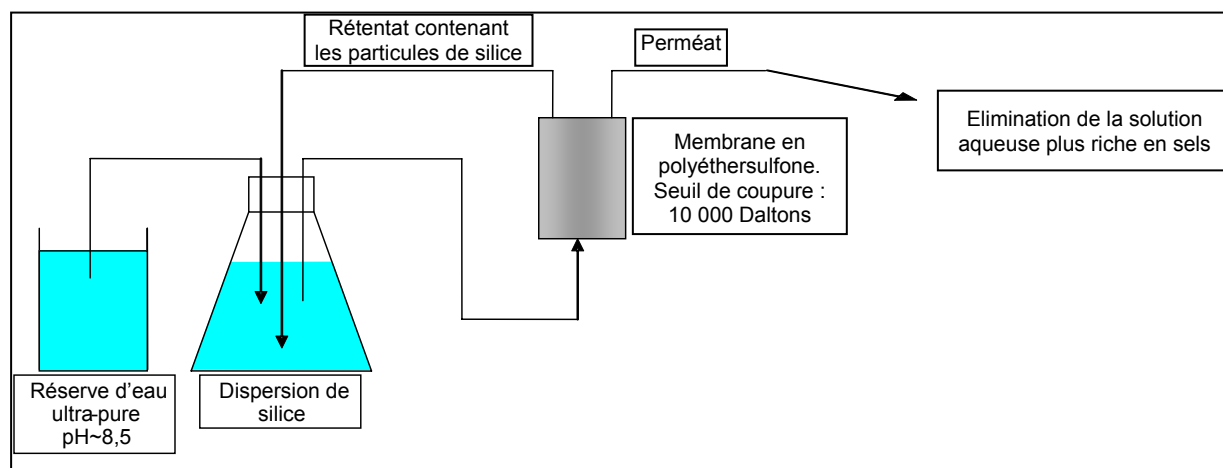 Rétentat contenant
les particules de silice
Perméat
Elimination de la solution
aqueuse plus riche en sels
Membrane en
polyéthersulfone.
Seuil de coupure :
10 000 Daltons
Réserve d'eau
ultra-pure
pH~8,5
Dispersion de
silice